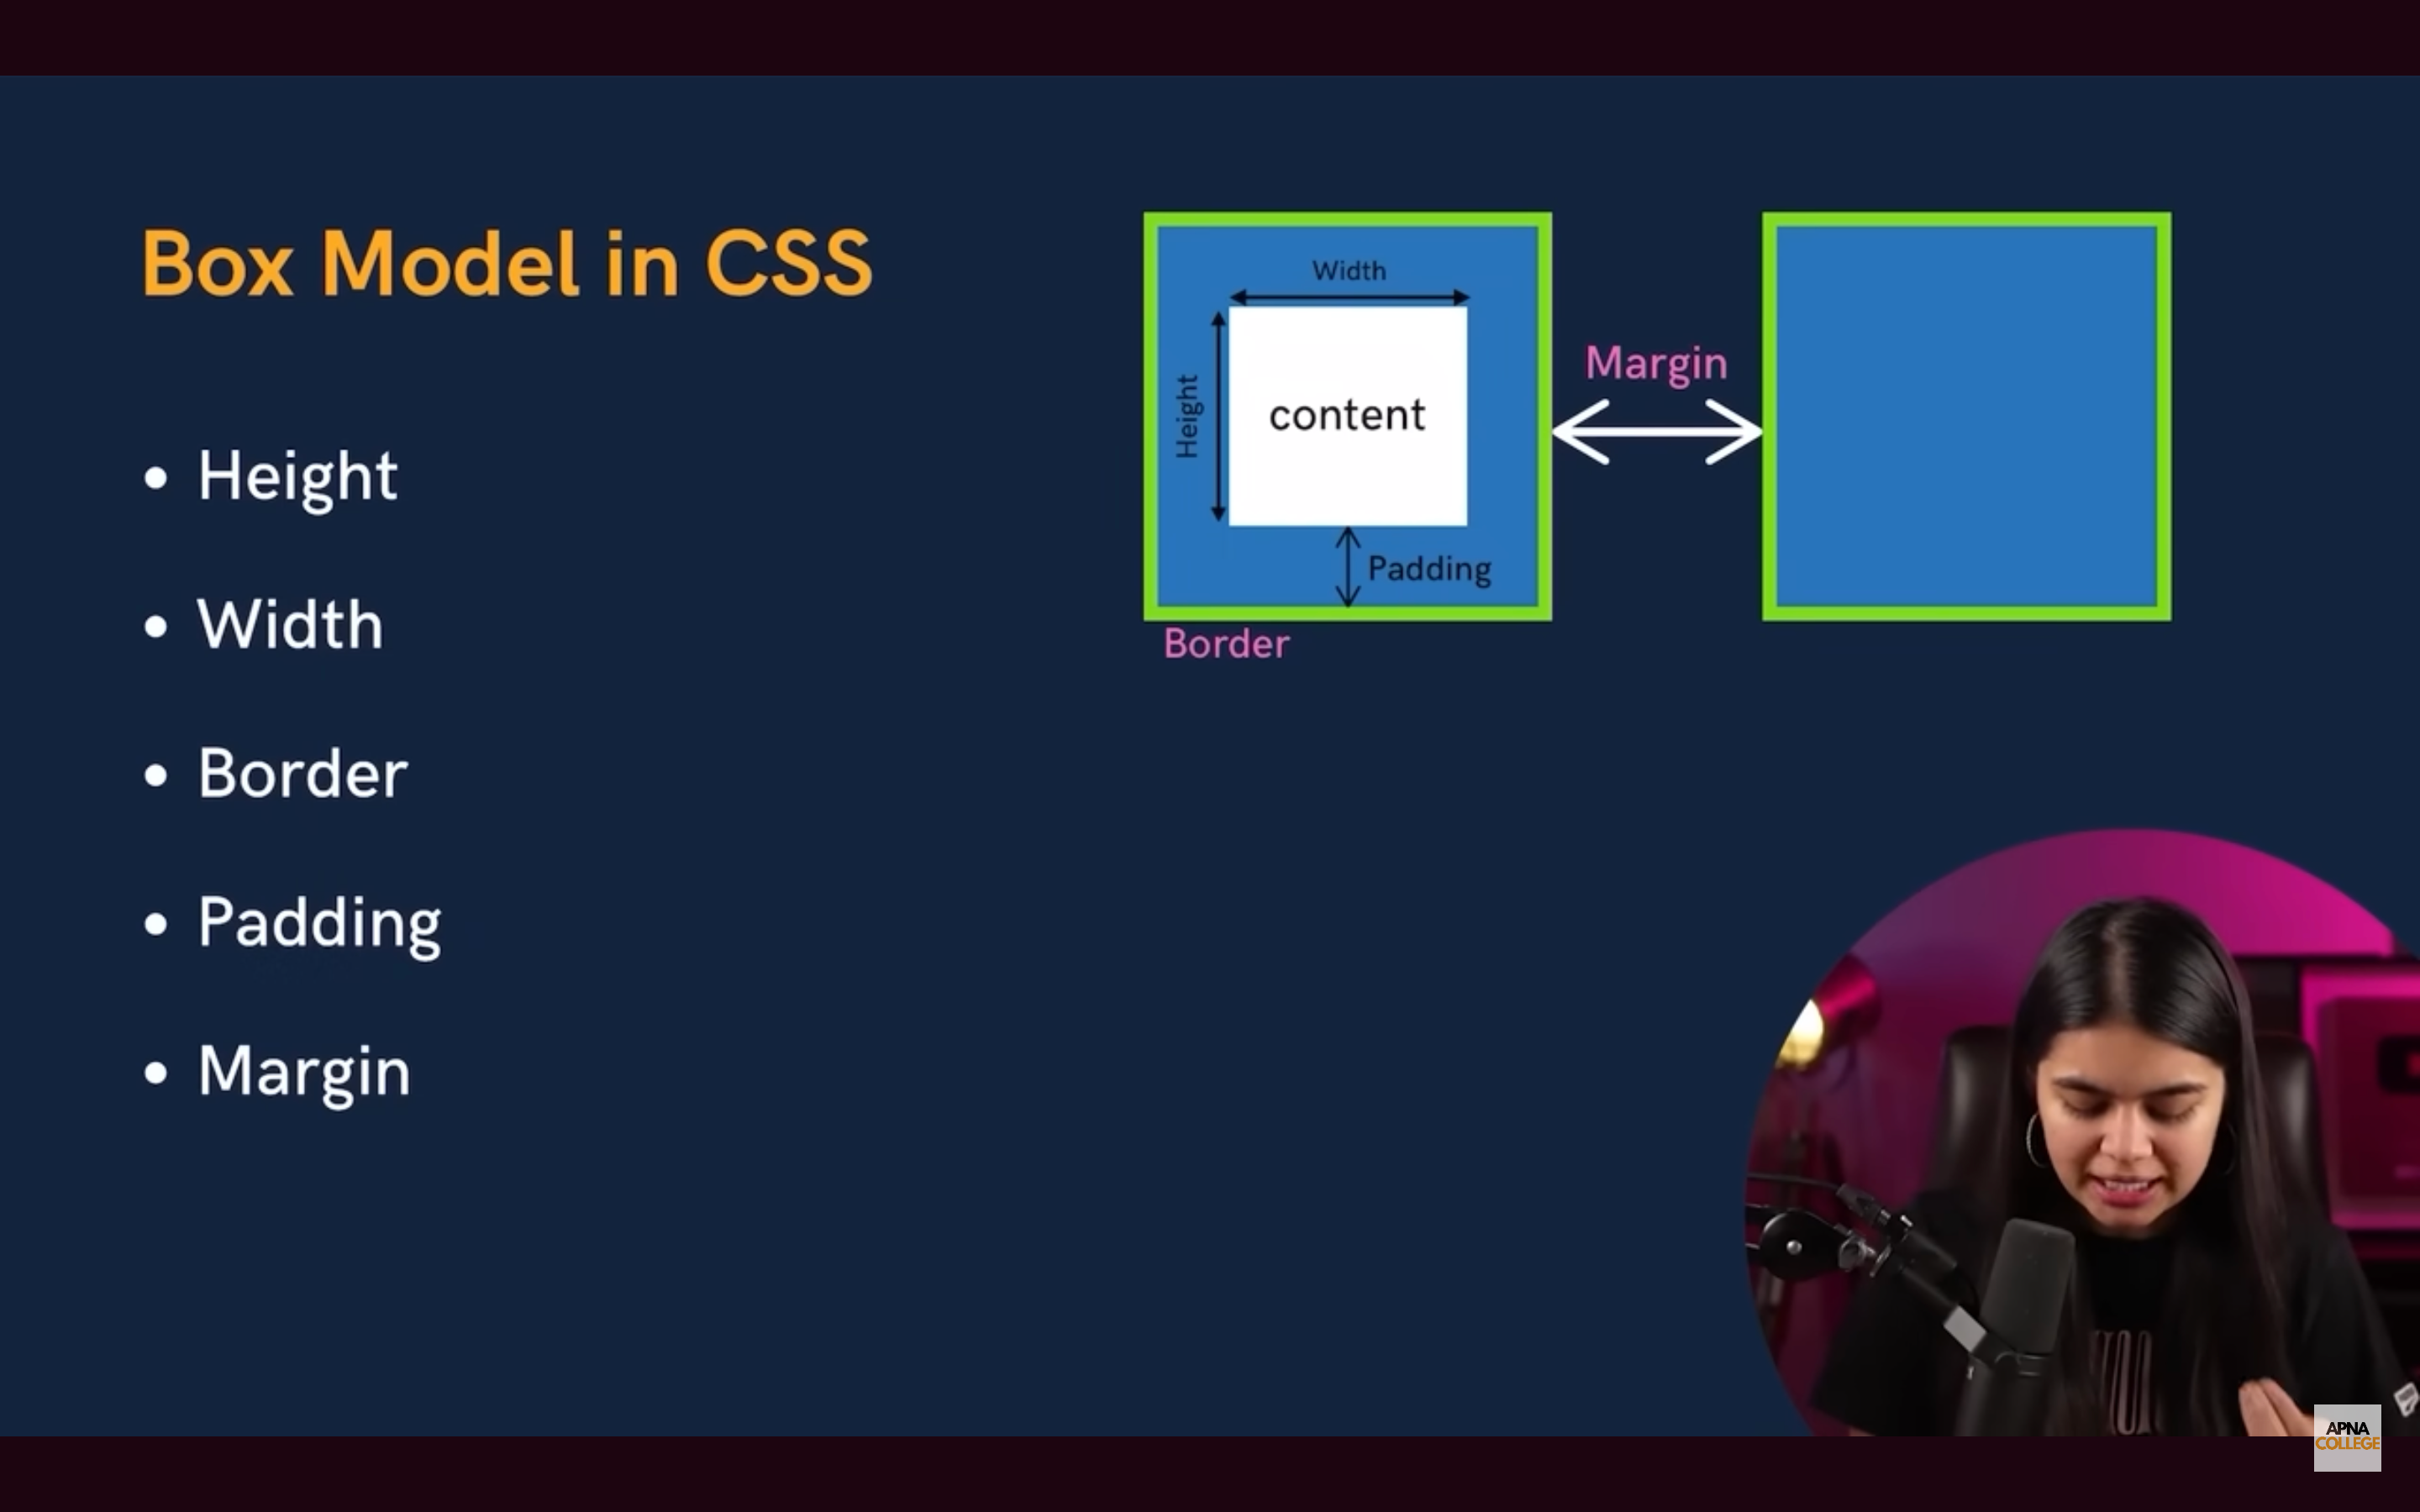 Box Model in CSS
Height
Width
Border
Padding
Margin
Width
Height
content
Padding
Border
Margin
APNA
COLLEGE